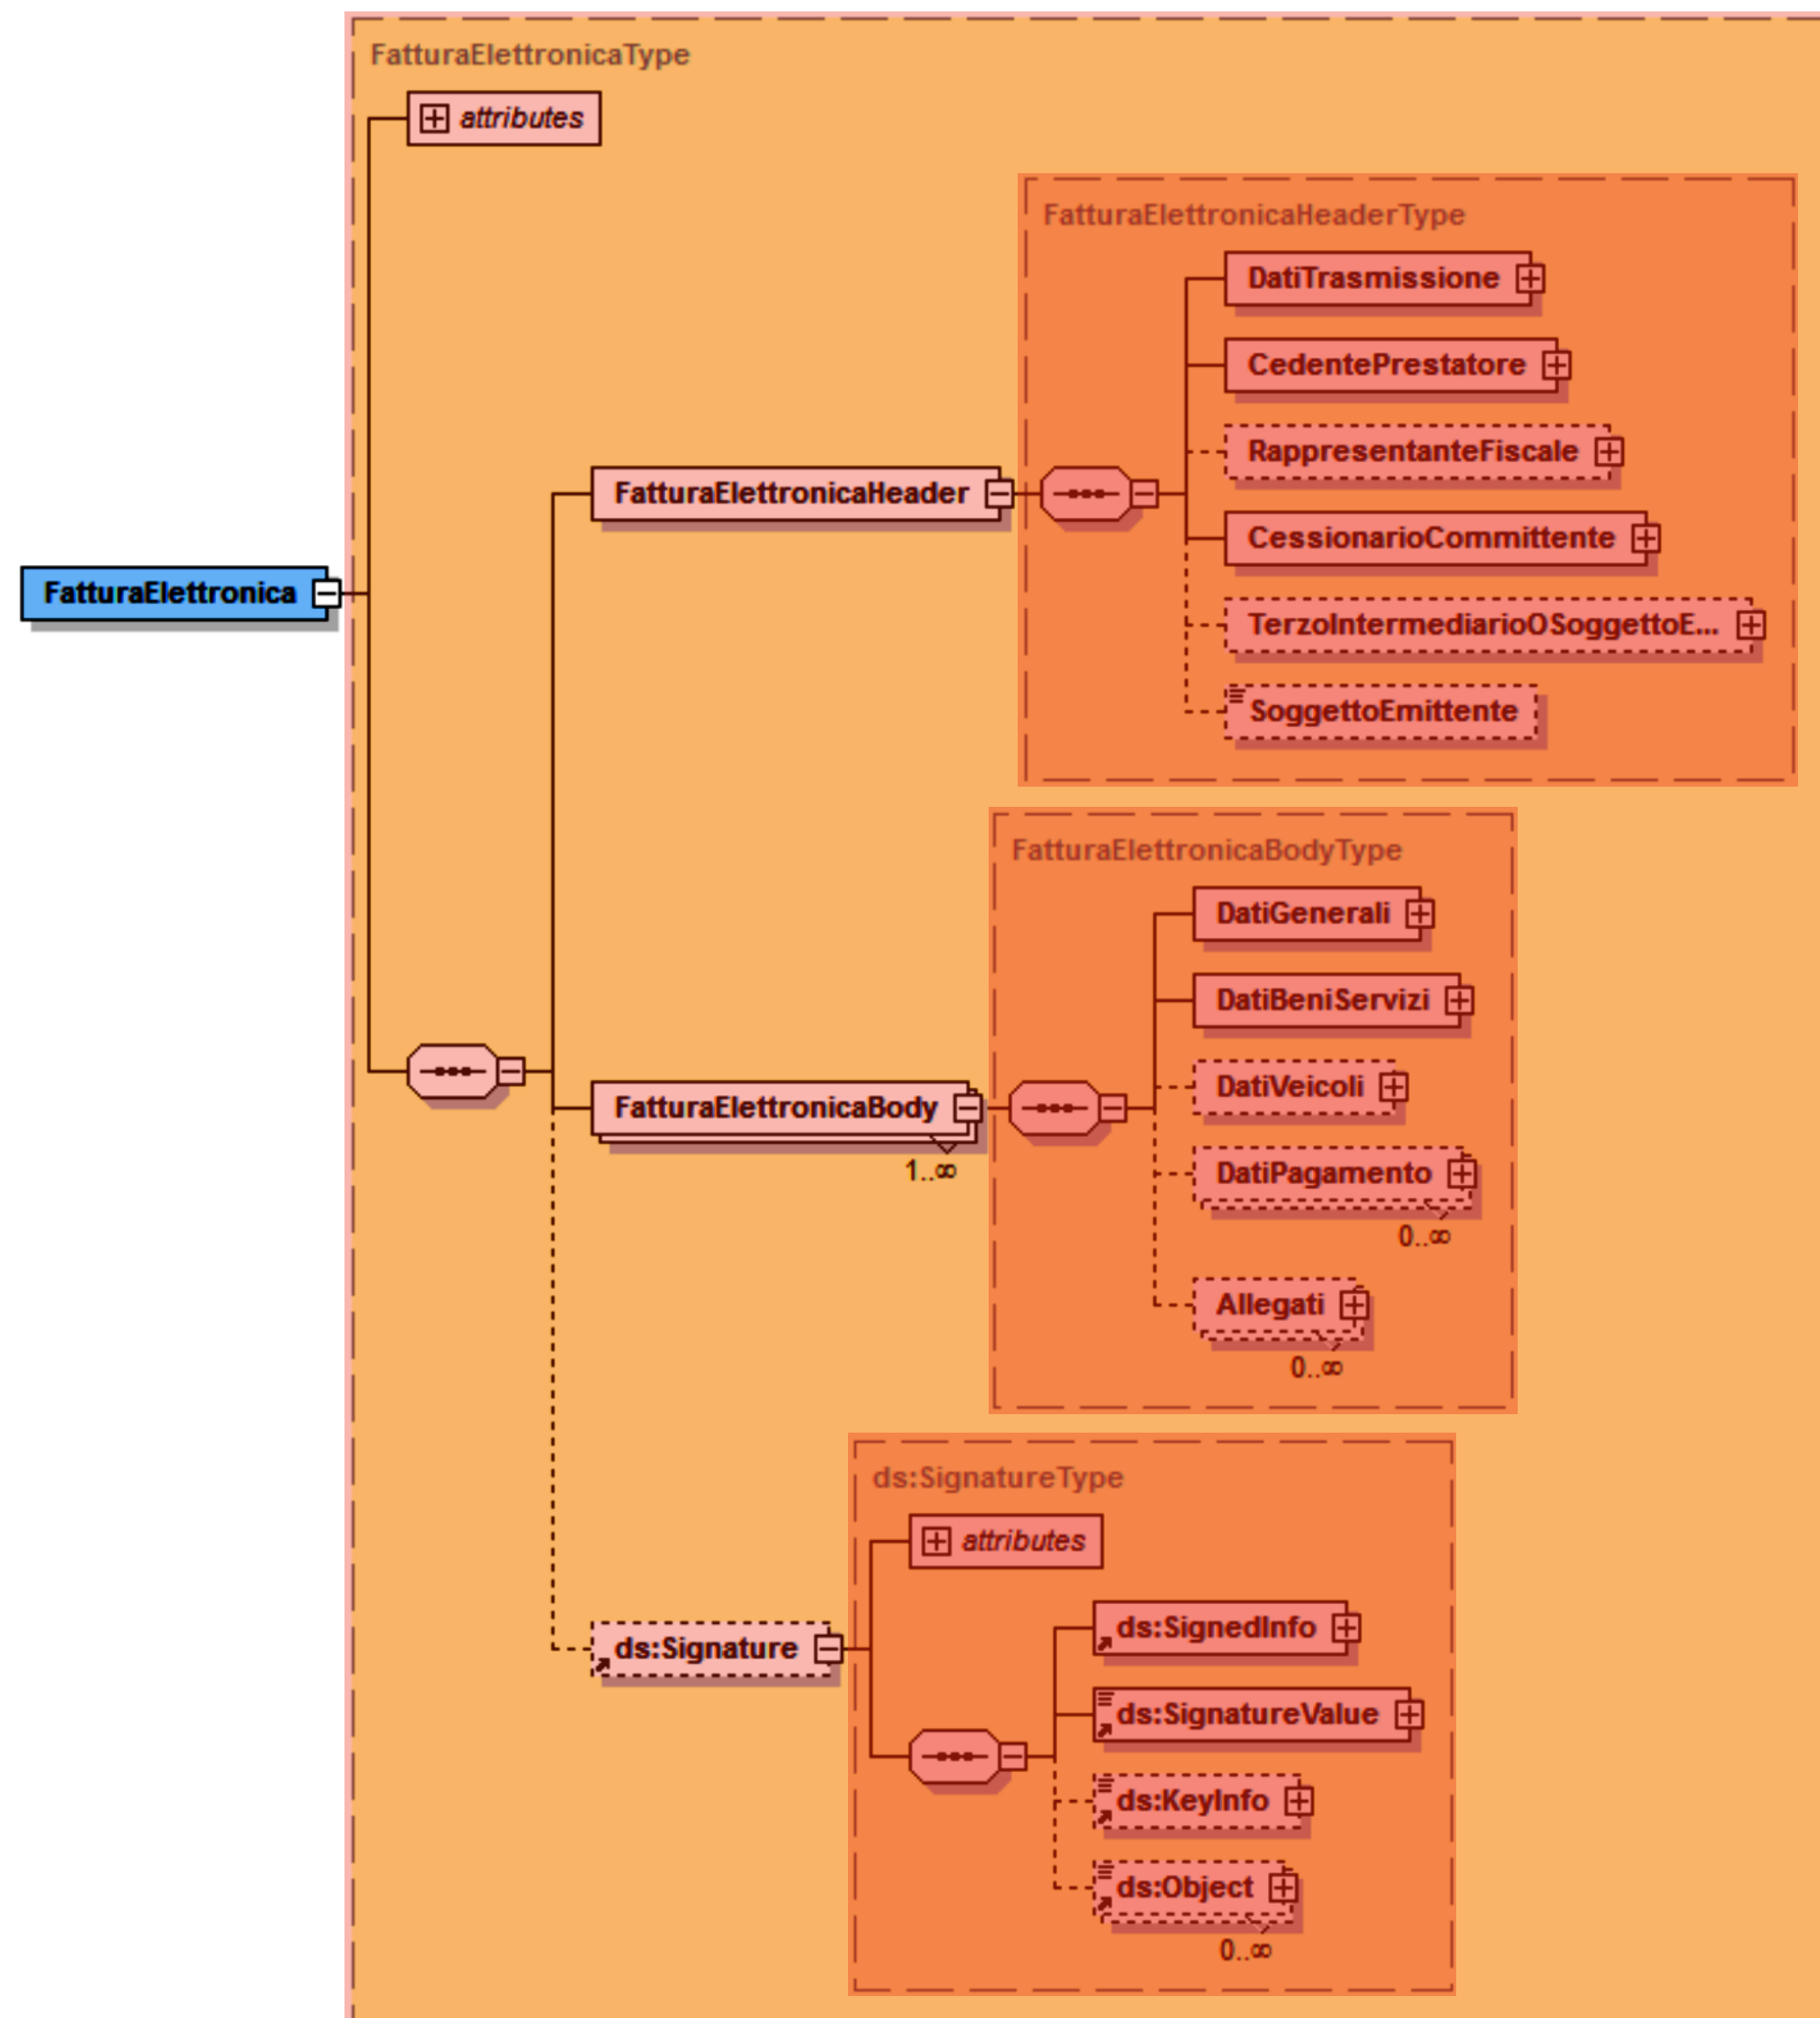 FatturaElettronicaType
attributes
FatturaElettronicaHeaderType
DatiTrasmissione
CedentePrestatore
RappresentanteFiscale
FatturaElettronicaHeader
CessionarioCommittente
FatturaElettronica
TerzoIntermediarioOSoggettoE...
SoggettoEmittente
FatturaElettronicaBodyType
DatiGenerali
DatiBeniServizi
DatiVeicoli
FatturaElettronicaBody
1..∞
DatiPagamento
0..∞
Allegati
0..∞
ds:SignatureType
attributes
ds:SignedInfo
ds:Signature
ds:SignatureValue
ds:KeyInfo
ds:Object
0..∞